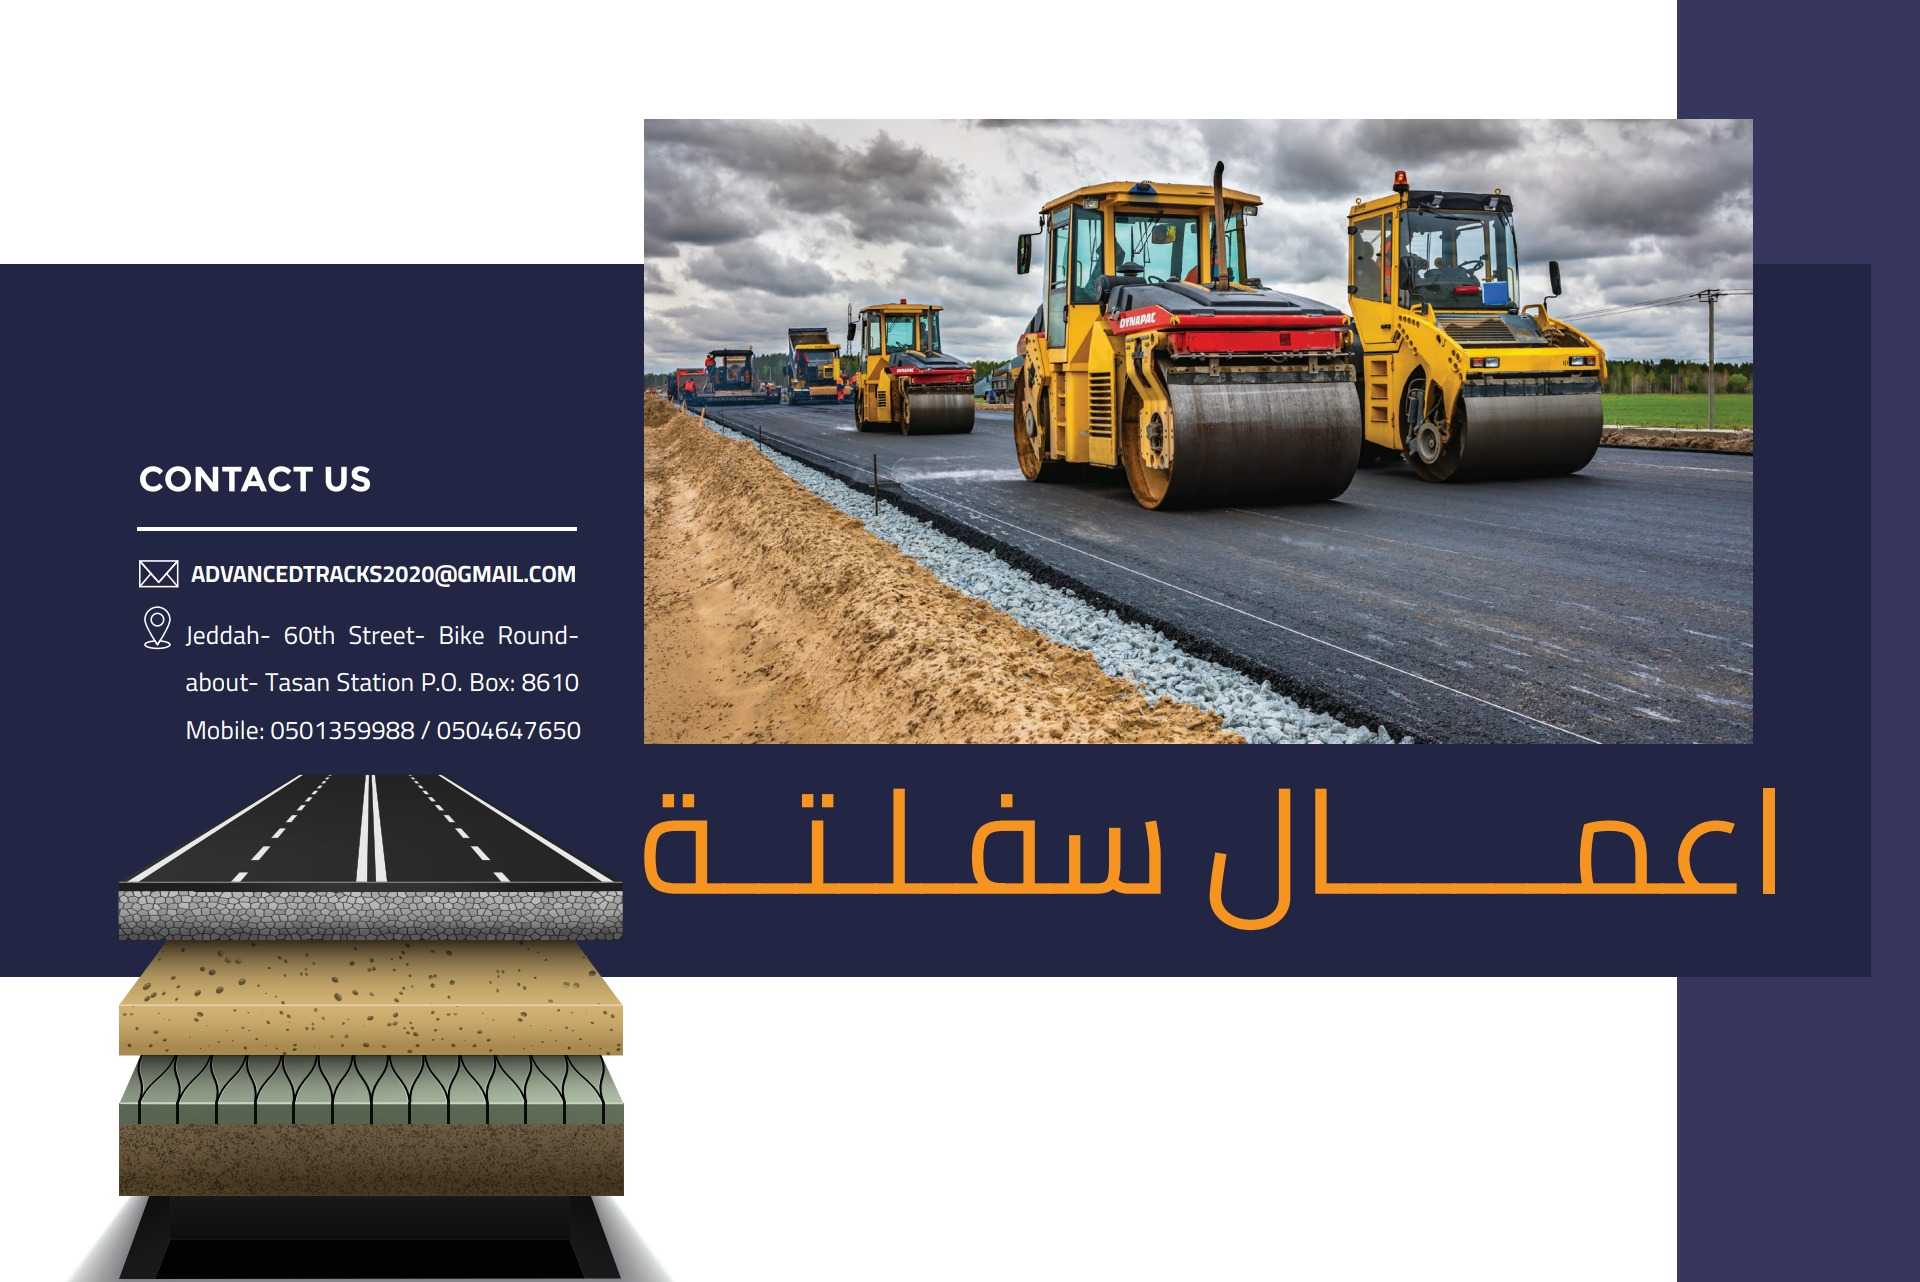 DYNAPAC
CONTACT US
ADVANCEDTRACKS2020@GMAIL.COM
Jeddah- 60th Street- Bike Round-
about- Tasan Station P.O. Box: 8610
Mobile: 0501359988 / 0504647650
اعمـــال سفـلـتـة